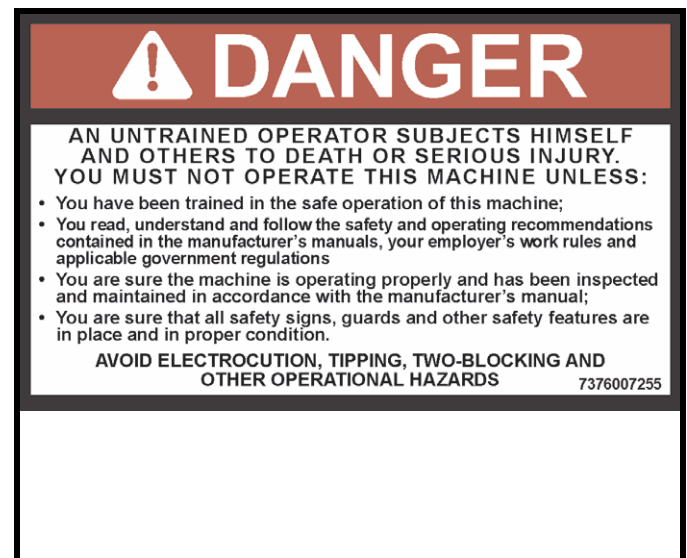 DANGER
AN UNTRAINED OPERATOR SUBJECTS HIMSELF
AND OTHERS TO DEATH OR SERIOUS INJURY.
YOU MUST NOT OPERATE THIS MACHINE UNLESS:
• You have been trained in the safe operation of this machine;
• You read, understand and follow the safety and operating recommendations
contained in the manufacturer's manuals, your employer's work rules and
applicable government regulations
• You are sure the machine is operating properly and has been inspected
and maintained in accordance with the manufacturer's manual;
• You are sure that all safety signs, guards and other safety features are
in place and in proper condition.
AVOID ELECTROCUTION, TIPPING, TWO-BLOCKING AND
OTHER OPERATIONAL HAZARDS 7376007255